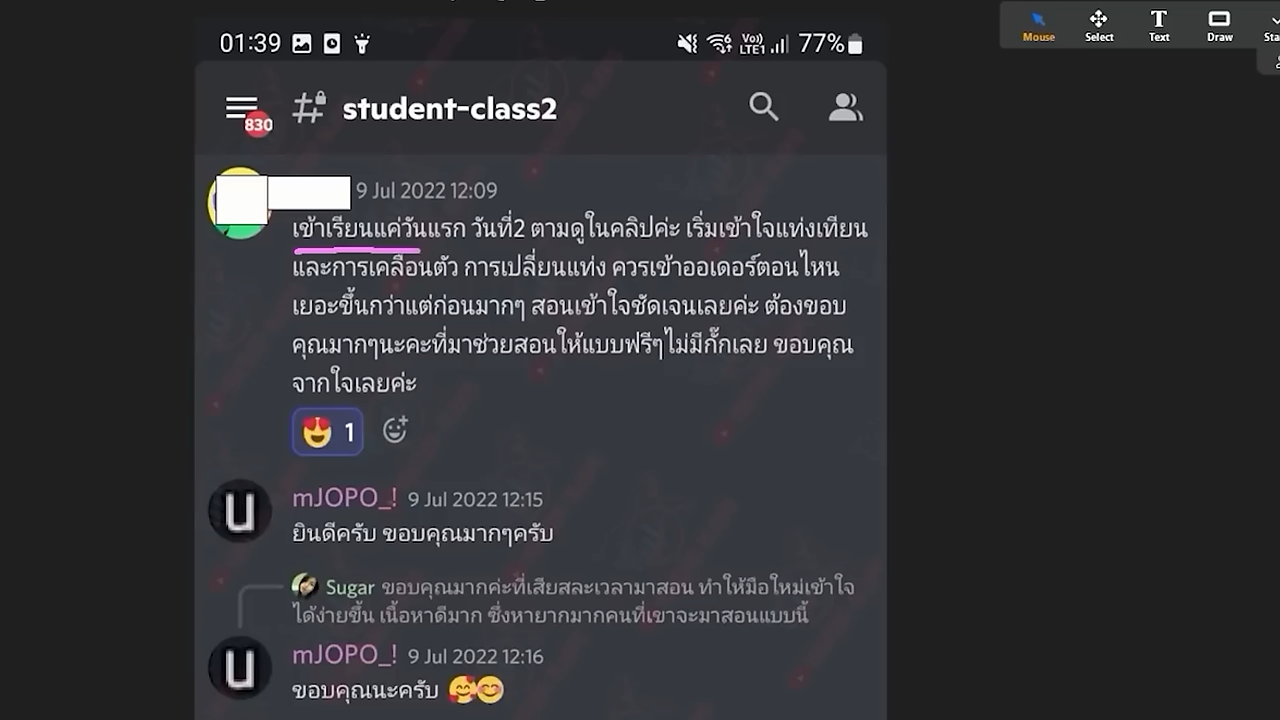 01:39
Vo))
LTE1
77%
Mouse
Select
Text
Draw
830
student-class2
9 Jul 2022 12:09
เข้าเรียนแค่วันแรก วันที่2 ตามดูในคลิปค่ะ เริ่มเข้าใจแท่งเทียน
และการเคลื่อนตัว การเปลี่ยนแท่ง ควรเข้าออเดอร์ตอนไหน
เยอะขึ้นกว่าแต่ก่อนมากๆ สอนเข้าใจชัดเจนเลยค่ะ ต้องขอบ
คุณมากๆนะคะที่มาช่วยสอนให้แบบฟรีๆไม่มีกั๊กเลย ขอบคุณ
จากใจเลยค่ะ
1
mJOPO_! 9 Jul 2022 12:15
ยินดีครับ ขอบคุณมากๆครับ
Sugar ขอบคุณมากค่ะที่เสียสละเวลามาสอน ทำให้มือใหม่เข้าใจ
ได้ง่ายขึ้น เนื้อหาดีมาก ซึ่งหายากมากคนที่เขาจะมาสอนแบบนี้
mJOPO_! 9 Jul 2022 12:16
ขอบคุณนะครับ